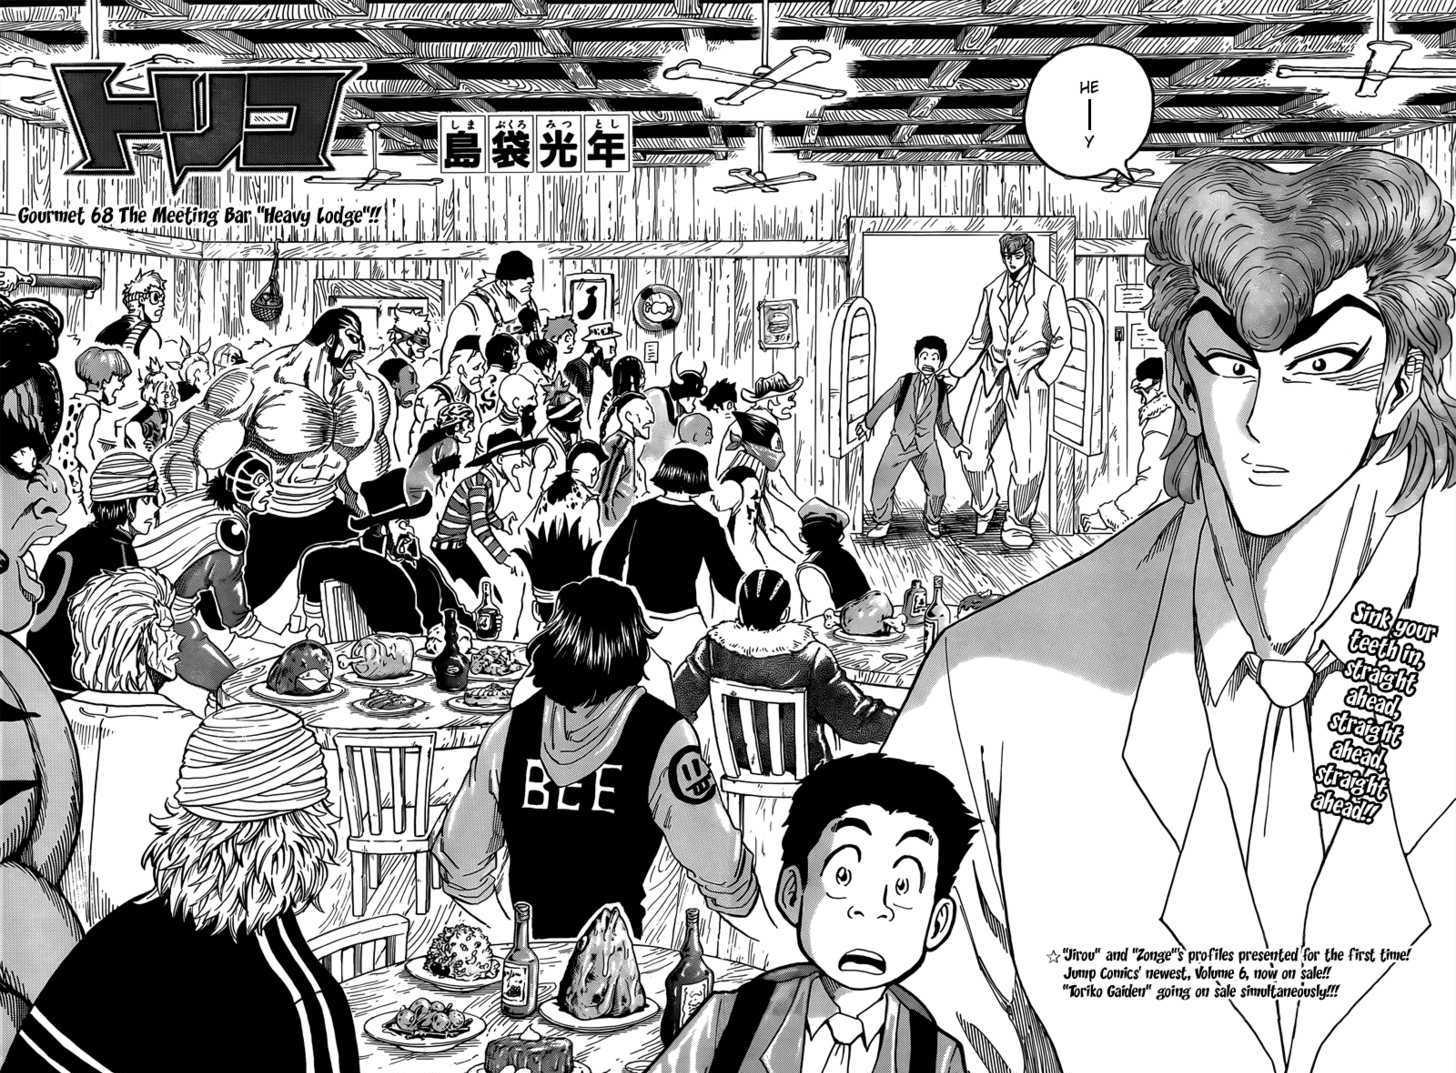 トリコ
しま ぶくろ みつ とし
島袋光年
Gourmet 68 The Meeting Bar "Heavy Lodge"!!
HE
|
Y
BEE
Sink your
teeth in,
straight
ahead,
straight
ahead,
straight
ahead!!
☆"Jirou" and "Zonge"'s profiles presented for the first time!
Jump Comics' newest, Volume 6, now on sale!!
"Toriko Gaiden" going on sale simultaneously!!!